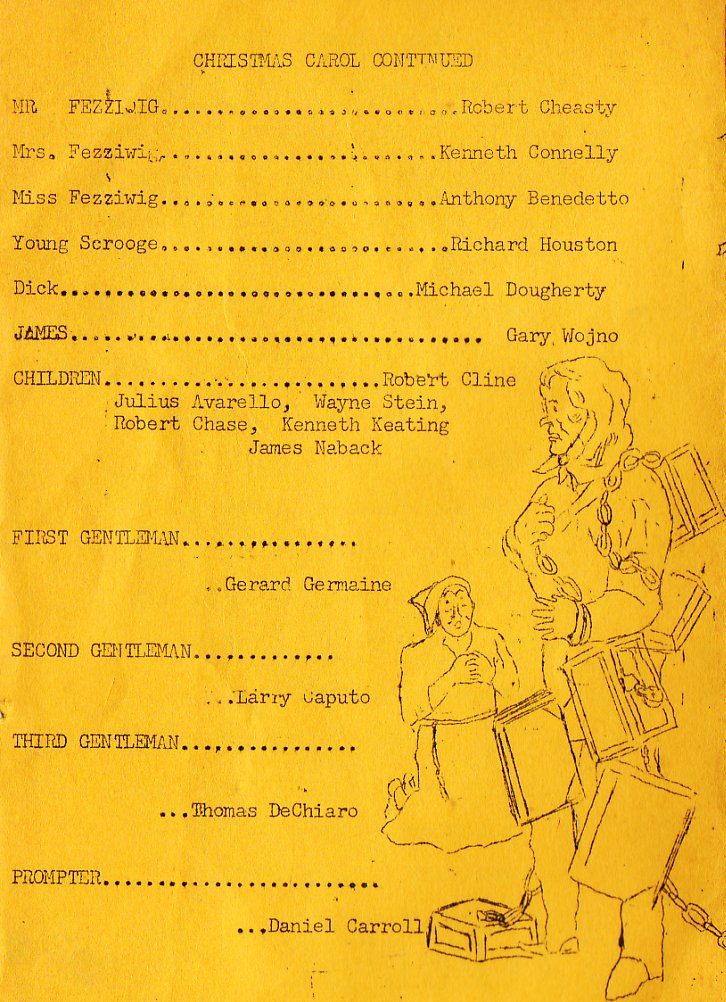 CHRISTMAS CAROL CONTINUED
MR FEZZIWIG..............................Robert Cheasty
Mrs. Fezziwig............................Kenneth Connelly
Miss Fezziwig............................Anthony Benedetto
Young Scrooge............................Richard Houston
Dick.....................................Michael Dougherty
JAMES..................................... Gary Wojno
CHILDREN.........................Robert Cline
Julius Avarello, Wayne Stein,
Robert Chase, Kenneth Keating
James Naback
FIRST GENTLEMAN................
..Gerard Germaine
SECOND GENTLEMAN.............
...Larry Caputo
THIRD GENTLEMAN................
...Thomas DeChiaro
PROMPTER..........................
...Daniel Carroll